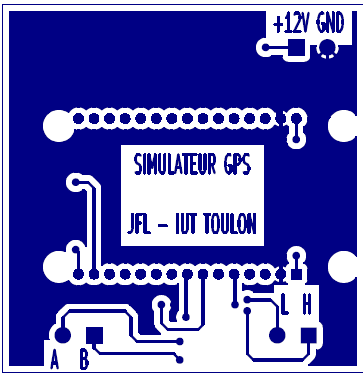 +12V GND
SIMULATEUR GPS
JFL - IUT TOULON
L H
A B